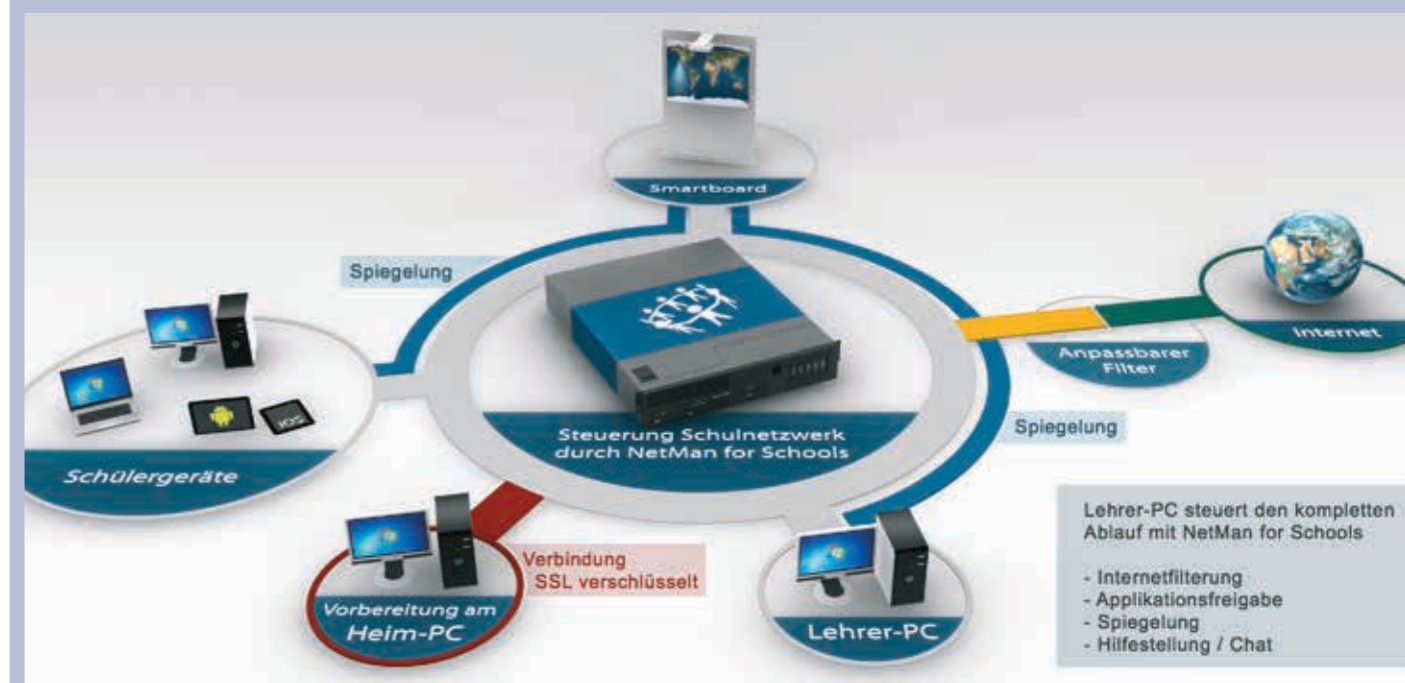 Smartboard
Spiegelung
Internet
Anpassbarer
Filter
Steuerung Schulnetzwerk
durch NetMan for Schools
Spiegelung
Schülergeräte
iOS
Verbindung
SSL verschlüsselt
Vorbereitung am
Heim-PC
Lehrer-PC
Lehrer-PC steuert den kompletten
Ablauf mit NetMan for Schools
- Internetfilterung
- Applikationsfreigabe
- Spiegelung
- Hilfestellung / Chat